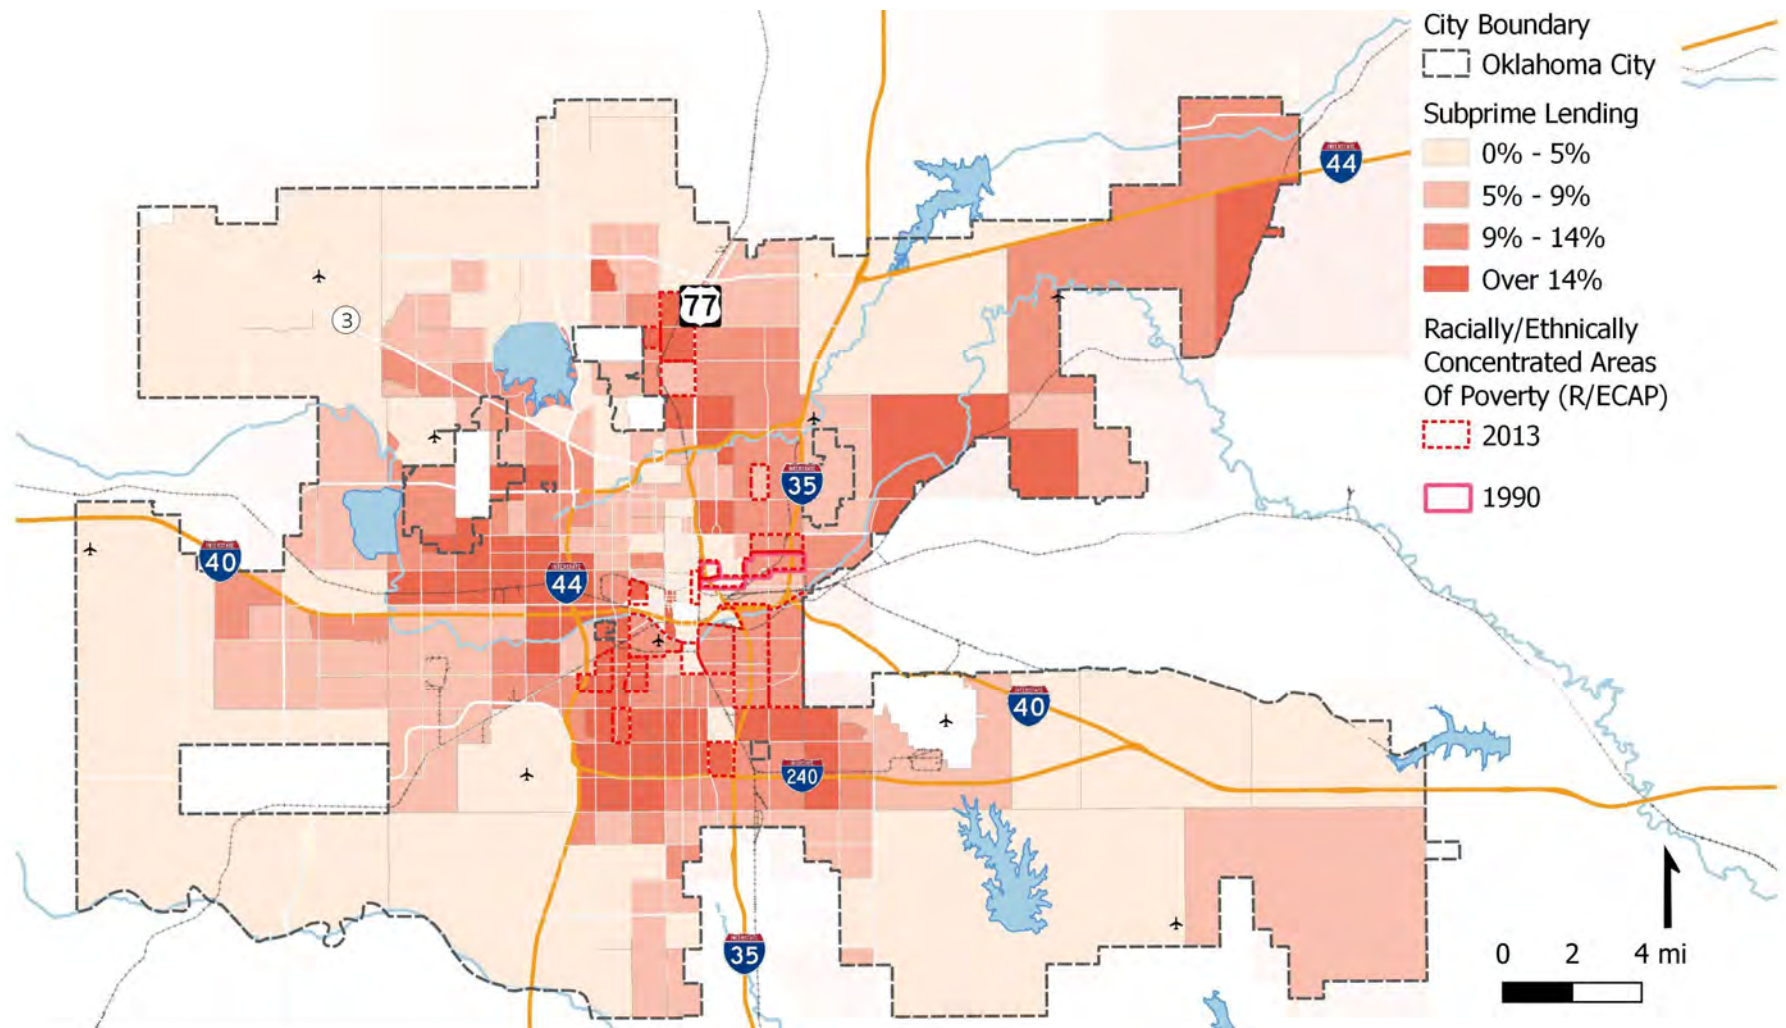 City Boundary
Oklahoma City
Subprime Lending
0% - 5%
5% - 9%
9% - 14%
Over 14%
Racially/Ethnically
Concentrated Areas
Of Poverty (R/ECAP)
2013
1990
44
77
3
35
40
44
40
240
35
0 2 4 mi